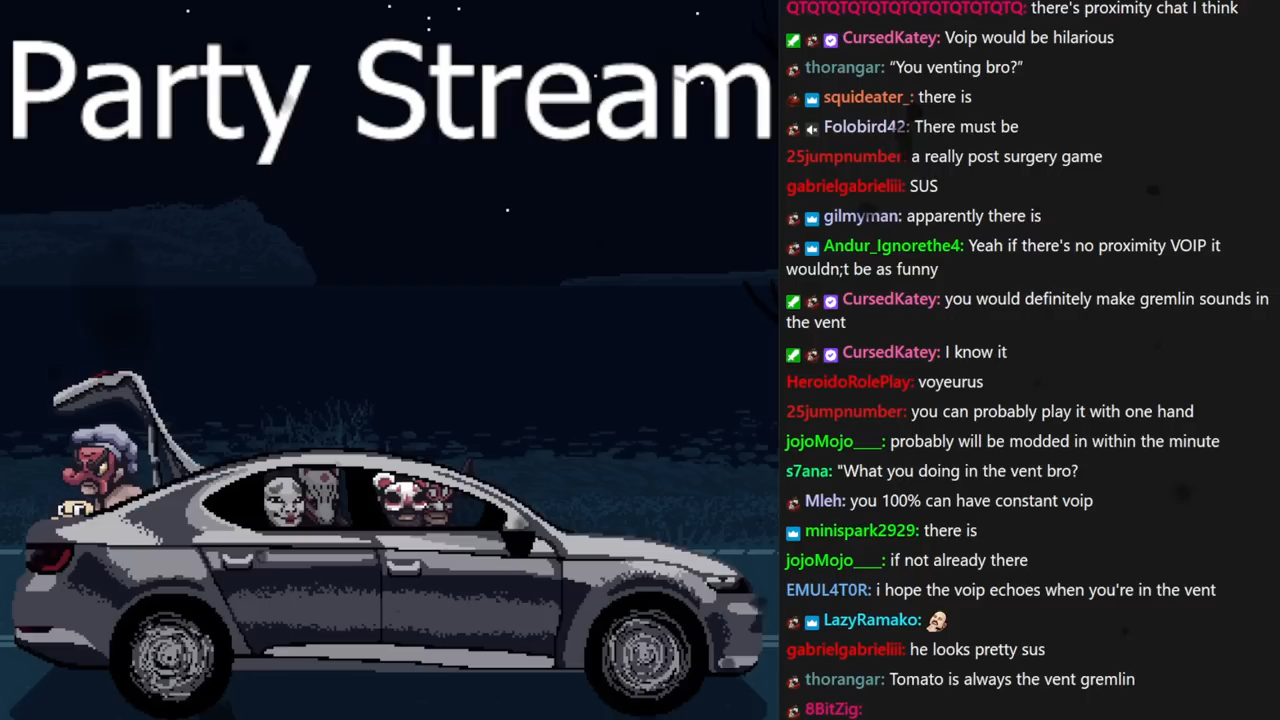 Party Stream
QTQTQTQTQTQTQTQTQTQTQTQ: there's proximity chat I think
CursedKatey: Voip would be hilarious
thorangar: “You venting bro?”
squideater_: there is
Folobird42: There must be
25jumpnumber: a really post surgery game
gabrielgabrieliii: SUS
gilmyman: apparently there is
Andur_Ignorethe4: Yeah if there's no proximity VOIP it
wouldn;t be as funny
CursedKatey: you would definitely make gremlin sounds in
the vent
CursedKatey: I know it
HeroidoRolePlay: voyeurus
25jumpnumber: you can probably play it with one hand
jojoMojo____: probably will be modded in within the minute
s7ana: "What you doing in the vent bro?
Mleh: you 100% can have constant voip
minispark2929: there is
jojoMojo____: if not already there
EMUL4T0R: i hope the voip echoes when you're in the vent
LazyRamako:
gabrielgabrieliii: he looks pretty sus
thorangar: Tomato is always the vent gremlin
8BitZig: